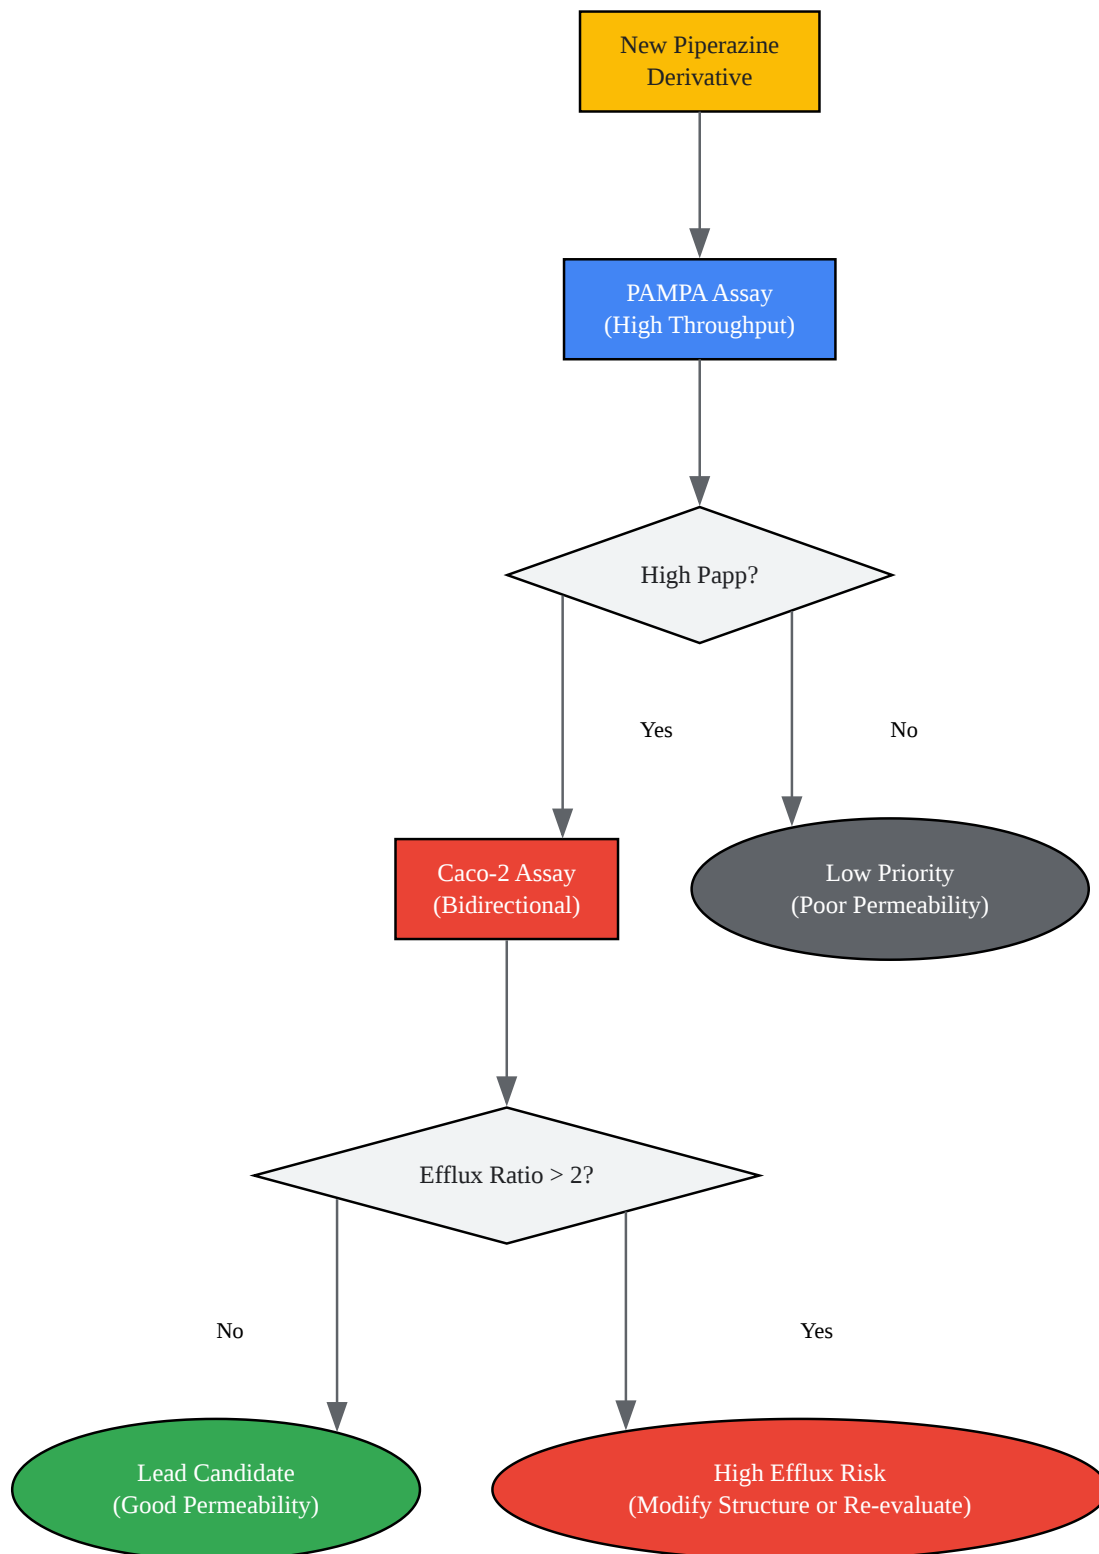 New Piperazine
Derivative
PAMPA Assay
(High Throughput)
High Papp?
Yes
No
Caco-2 Assay
(Bidirectional)
Low Priority
(Poor Permeability)
Efflux Ratio > 2?
No
Yes
Lead Candidate
(Good Permeability)
High Efflux Risk
(Modify Structure or Re-evaluate)